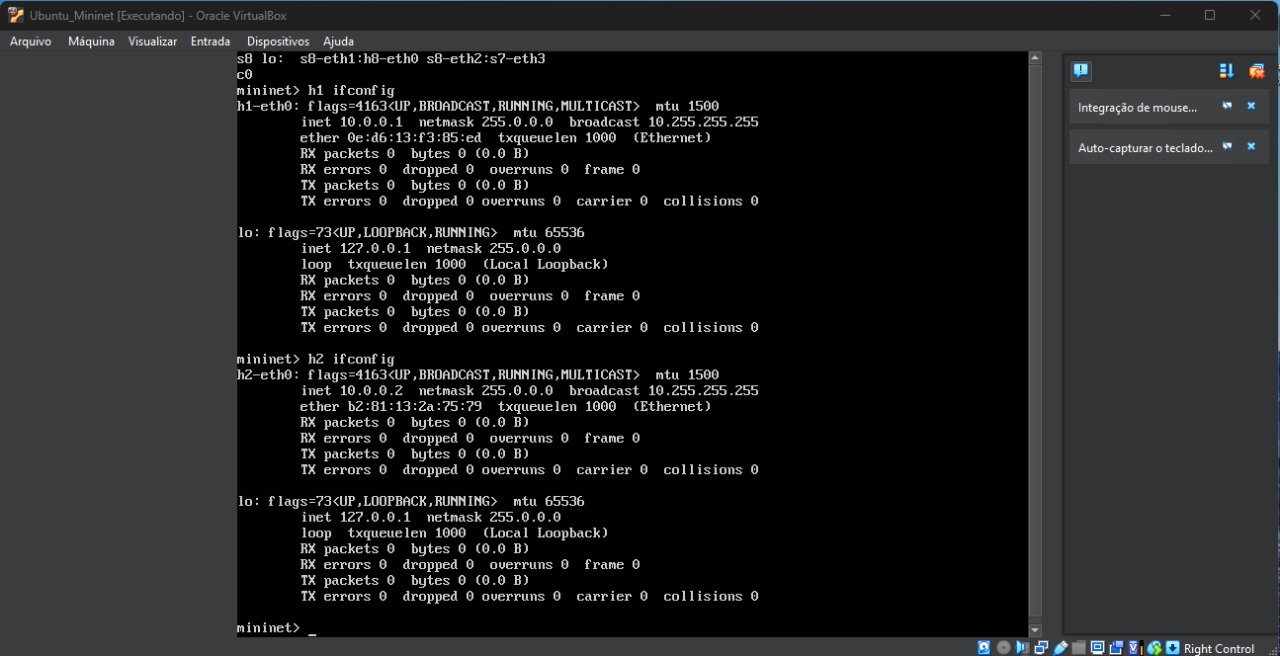 Ubuntu_Mininet [Executando] - Oracle VirtualBox
Arquivo Máquina Visualizar Entrada Dispositivos Ajuda
s8 lo:  s8-eth1:h8-eth0 s8-eth2:s7-eth3
c0
mininet> h1 ifconfig
h1-eth0: flags=4163<UP,BROADCAST,RUNNING,MULTICAST>  mtu 1500
        inet 10.0.0.1  netmask 255.0.0.0  broadcast 10.255.255.255
        ether 0e:d6:13:f3:85:ed  txqueuelen 1000  (Ethernet)
        RX packets 0  bytes 0 (0.0 B)
        RX errors 0  dropped 0  overruns 0  frame 0
        TX packets 0  bytes 0 (0.0 B)
        TX errors 0  dropped 0 overruns 0  carrier 0  collisions 0
lo: flags=73<UP,LOOPBACK,RUNNING>  mtu 65536
        inet 127.0.0.1  netmask 255.0.0.0
        loop  txqueuelen 1000  (Local Loopback)
        RX packets 0  bytes 0 (0.0 B)
        RX errors 0  dropped 0  overruns 0  frame 0
        TX packets 0  bytes 0 (0.0 B)
        TX errors 0  dropped 0 overruns 0  carrier 0  collisions 0
mininet> h2 ifconfig
h2-eth0: flags=4163<UP,BROADCAST,RUNNING,MULTICAST>  mtu 1500
        inet 10.0.0.2  netmask 255.0.0.0  broadcast 10.255.255.255
        ether b2:81:13:2a:75:79  txqueuelen 1000  (Ethernet)
        RX packets 0  bytes 0 (0.0 B)
        RX errors 0  dropped 0  overruns 0  frame 0
        TX packets 0  bytes 0 (0.0 B)
        TX errors 0  dropped 0 overruns 0  carrier 0  collisions 0
lo: flags=73<UP,LOOPBACK,RUNNING>  mtu 65536
        inet 127.0.0.1  netmask 255.0.0.0
        loop  txqueuelen 1000  (Local Loopback)
        RX packets 0  bytes 0 (0.0 B)
        RX errors 0  dropped 0  overruns 0  frame 0
        TX packets 0  bytes 0 (0.0 B)
        TX errors 0  dropped 0 overruns 0  carrier 0  collisions 0
mininet> _
Integração de mouse...
Auto-capturar o teclado...
Right Control